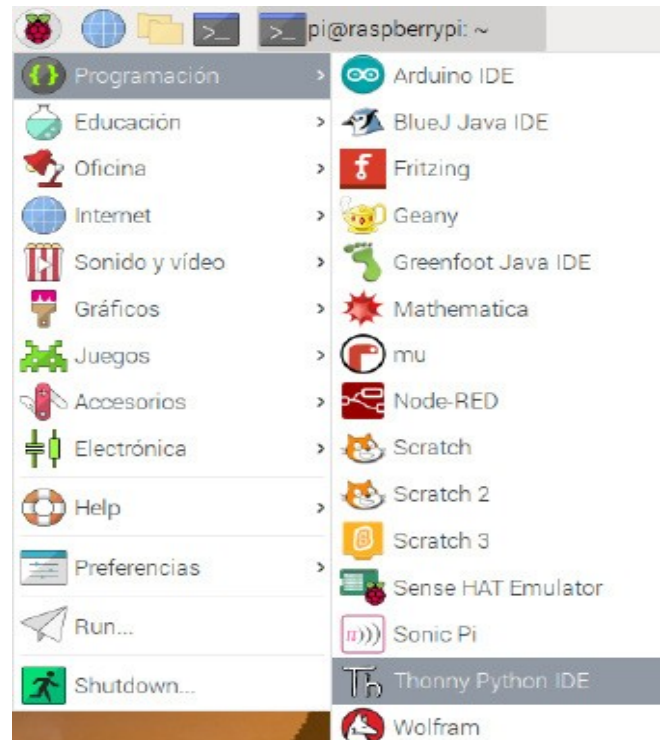 pi@raspberrypi: ~
Programación
Educación
Oficina
Internet
Sonido y vídeo
Gráficos
Juegos
Accesorios
Electrónica
Help
Preferencias
Run...
Shutdown...
Arduino IDE
BlueJ Java IDE
Fritzing
Geany
Greenfoot Java IDE
Mathematica
mu
Node-RED
Scratch
Scratch 2
Scratch 3
Sense HAT Emulator
Sonic Pi
Thonny Python IDE
Wolfram